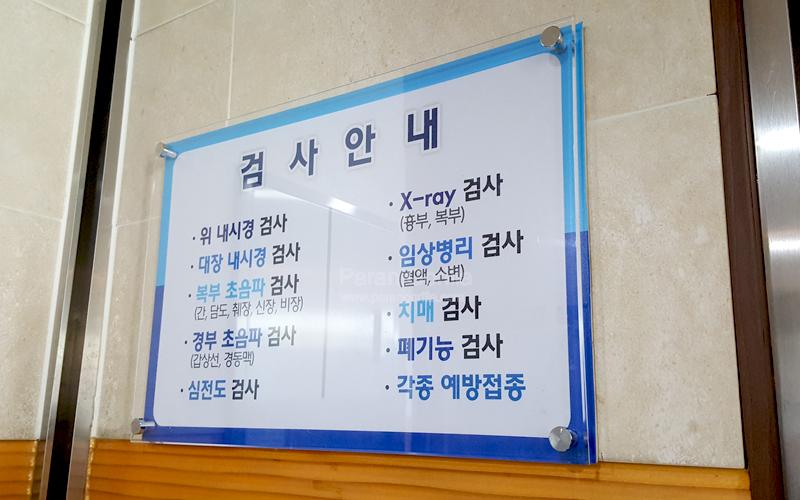 검사안내
· 위 내시경 검사
· 대장 내시경 검사
· 복부 초음파 검사
(간, 담도, 췌장, 신장, 비장)
· 경부 초음파 검사
(갑상선, 경동맥)
· 심전도 검사
· X-ray 검사
(흉부, 복부)
· 임상병리 검사
(혈액, 소변)
· 치매 검사
· 폐기능 검사
· 각종 예방접종